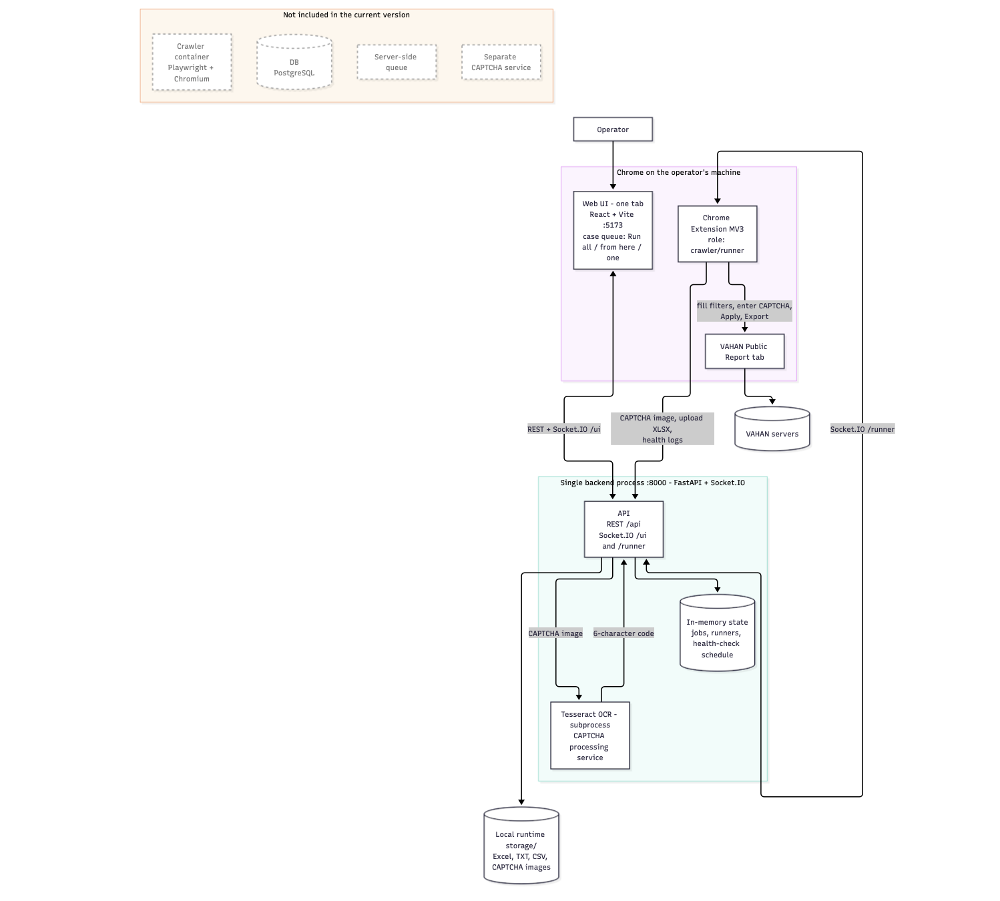 Not included in the current version
Crawler
container
Playwright +
Chromium
DB
PostgreSQL
Server-side
queue
Separate
CAPTCHA service
Operator
Chrome on the operator's machine
Web UI - one tab
React + Vite
:5173
case queue: Run
all / from here /
one
Chrome
Extension MV3
role:
crawler/runner
fill filters, enter CAPTCHA,
Apply, Export
VAHAN Public
Report tab
REST + Socket.IO /ui
CAPTCHA image, upload
XLSX,
health logs
VAHAN servers
Socket.IO /runner
Single backend process :8000 - FastAPI + Socket.IO
API
REST /api
Socket.IO /ui
and /runner
CAPTCHA image
6-character code
In-memory state
jobs, runners,
health-check
schedule
Tesseract OCR -
subprocess
CAPTCHA
processing
service
Local runtime
storage/
Excel, TXT, CSV,
CAPTCHA images